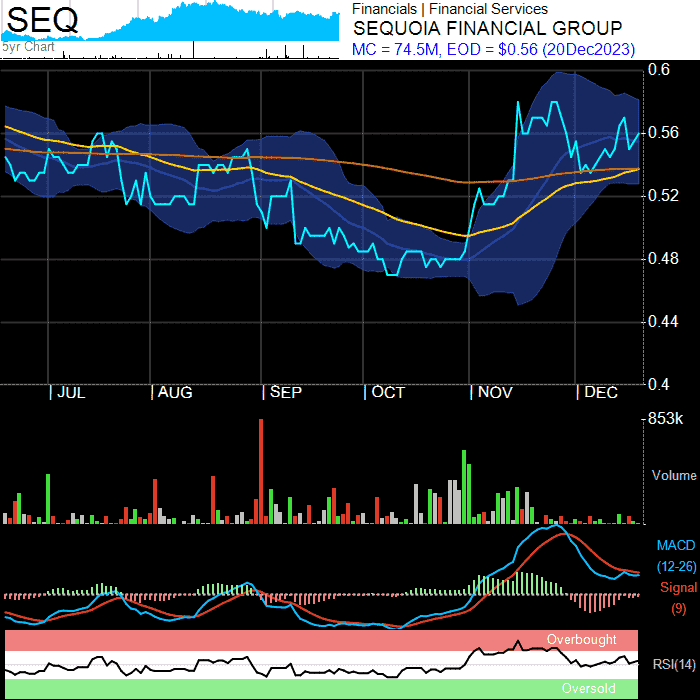 SEQ
5yr Chart
Financials | Financial Services
SEQUOIA FINANCIAL GROUP
MC = 74.5M, EOD = $0.56 (20Dec2023)
0.6
0.56
0.52
0.48
0.44
0.4
| JUL | AUG | SEP | OCT | NOV | DEC
853k
Volume
MACD
(12-26)
Signal
(9)
Overbought
RSI(14)
Oversold